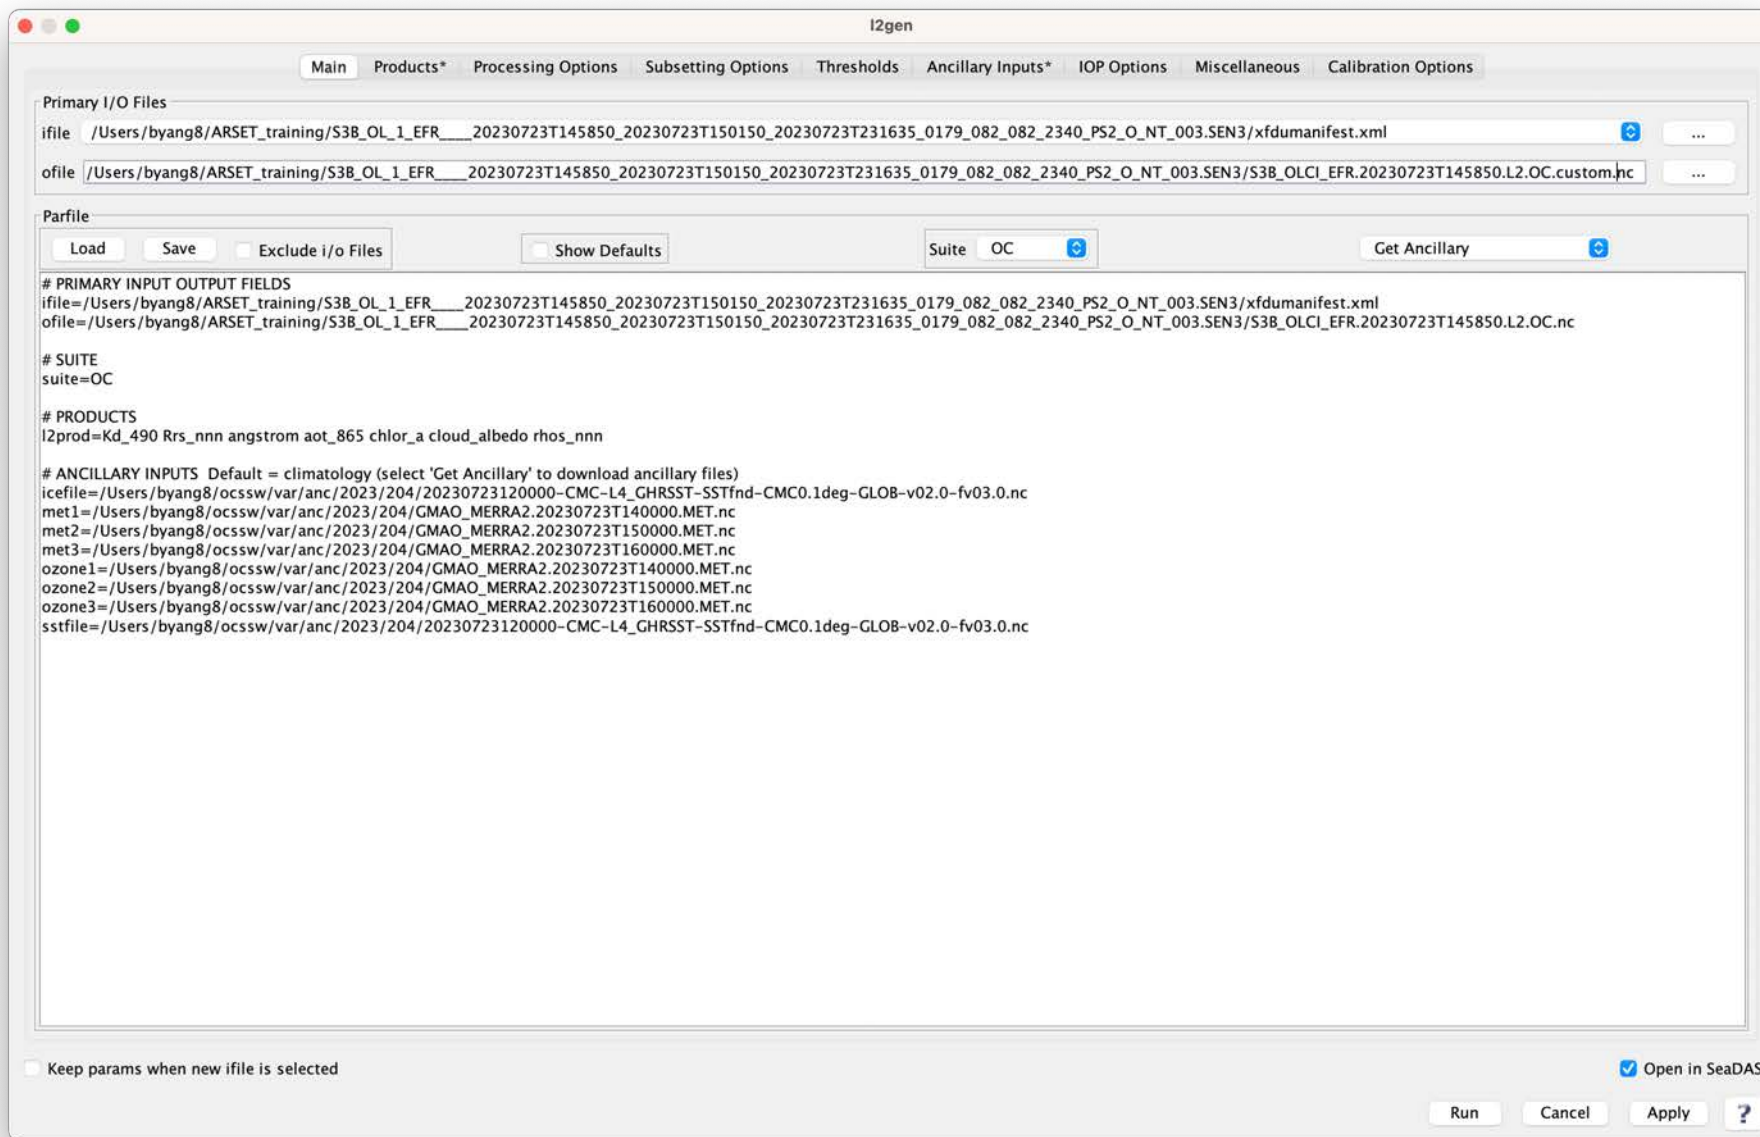 l2gen
Main Products* Processing Options Subsetting Options Thresholds Ancillary Inputs* IOP Options Miscellaneous Calibration Options
Primary I/O Files
ifile /Users/byang8/ARSET_training/S3B_OL_1_EFR____20230723T145850_20230723T150150_20230723T231635_0179_082_082_2340_PS2_O_NT_003.SEN3/xfdumanifest.xml ...
ofile /Users/byang8/ARSET_training/S3B_OL_1_EFR____20230723T145850_20230723T150150_20230723T231635_0179_082_082_2340_PS2_O_NT_003.SEN3/S3B_OLCI_EFR.20230723T145850.L2.OC.custom.nc ...
Parfile
Load Save Exclude i/o Files Show Defaults Suite OC Get Ancillary
# PRIMARY INPUT OUTPUT FIELDS
ifile=/Users/byang8/ARSET_training/S3B_OL_1_EFR____20230723T145850_20230723T150150_20230723T231635_0179_082_082_2340_PS2_O_NT_003.SEN3/xfdumanifest.xml
ofile=/Users/byang8/ARSET_training/S3B_OL_1_EFR____20230723T145850_20230723T150150_20230723T231635_0179_082_082_2340_PS2_O_NT_003.SEN3/S3B_OLCI_EFR.20230723T145850.L2.OC.nc
# SUITE
suite=OC
# PRODUCTS
l2prod=Kd_490 Rrs_nnn angstrom aot_865 chlor_a cloud_albedo rhos_nnn
# ANCILLARY INPUTS Default = climatology (select 'Get Ancillary' to download ancillary files)
icefile=/Users/byang8/ocssw/var/anc/2023/204/20230723120000-CMC-L4_GHRSST-SSTfnd-CMC0.1deg-GLOB-v02.0-fv03.0.nc
met1=/Users/byang8/ocssw/var/anc/2023/204/GMAO_MERRA2.20230723T140000.MET.nc
met2=/Users/byang8/ocssw/var/anc/2023/204/GMAO_MERRA2.20230723T150000.MET.nc
met3=/Users/byang8/ocssw/var/anc/2023/204/GMAO_MERRA2.20230723T160000.MET.nc
ozone1=/Users/byang8/ocssw/var/anc/2023/204/GMAO_MERRA2.20230723T140000.MET.nc
ozone2=/Users/byang8/ocssw/var/anc/2023/204/GMAO_MERRA2.20230723T150000.MET.nc
ozone3=/Users/byang8/ocssw/var/anc/2023/204/GMAO_MERRA2.20230723T160000.MET.nc
sstfile=/Users/byang8/ocssw/var/anc/2023/204/20230723120000-CMC-L4_GHRSST-SSTfnd-CMC0.1deg-GLOB-v02.0-fv03.0.nc
Keep params when new ifile is selected Open in SeaDAS
Run Cancel Apply ?